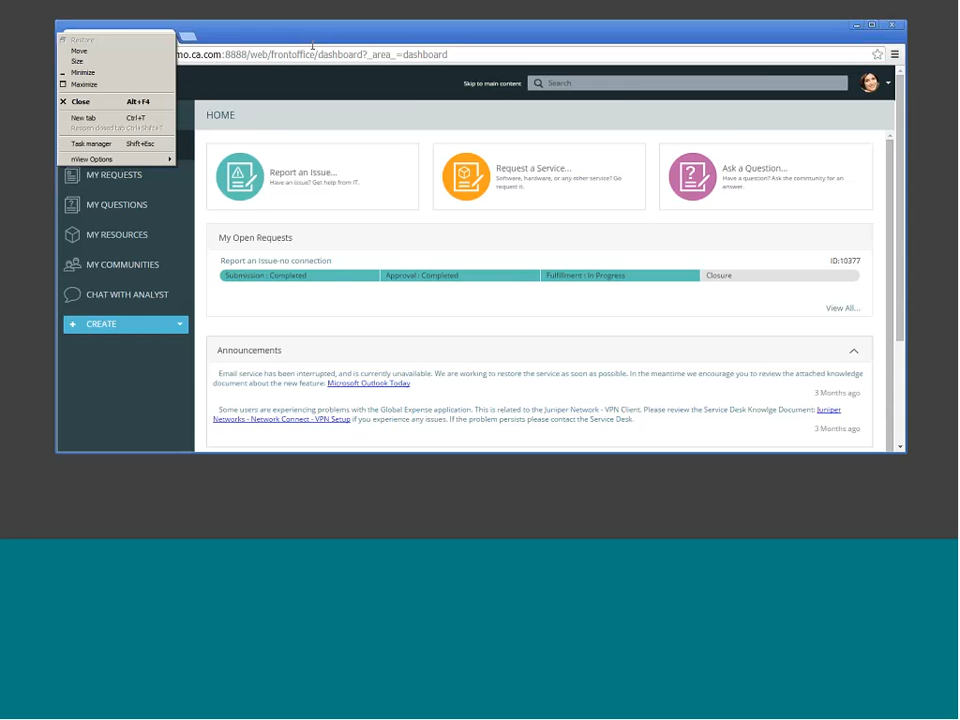 Restore
Move
Size
Minimize
Maximize
Close Alt+F4
New tab Ctrl+T
Reopen closed tab Ctrl+Shift+T
Task manager Shift+Esc
nView Options
mo.ca.com:8888/web/frontoffice/dashboard?_area_=dashboard
Skip to main content
Search
HOME
MY REQUESTS
MY QUESTIONS
MY RESOURCES
MY COMMUNITIES
CHAT WITH ANALYST
+ CREATE
Report an Issue...
Have an issue? Get help from IT.
Request a Service...
Software, hardware, or any other service? Go
request it.
Ask a Question...
Have a question? Ask the community for an
answer.
My Open Requests
Report an Issue-no connection ID:10377
Submission : Completed Approval : Completed Fulfillment : In Progress Closure
View All...
Announcements
Email service has been interrupted, and is currently unavailable. We are working to restore the service as soon as possible. In the meantime we encourage you to review the attached knowledge
document about the new feature: Microsoft Outlook Today
3 Months ago
Some users are experiencing problems with the Global Expense application. This is related to the Juniper Network - VPN Client. Please review the Service Desk Knowlge Document: Juniper
Networks - Network Connect - VPN Setup if you experience any issues. If the problem persists please contact the Service Desk.
3 Months ago